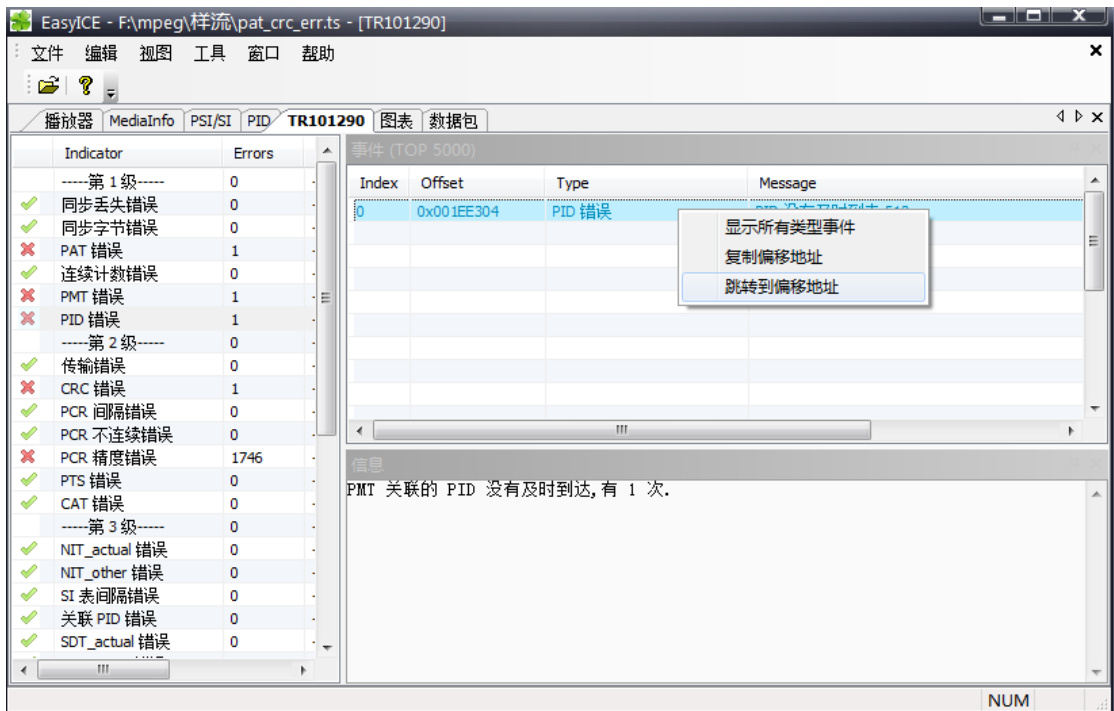 EasyICE - F:\mpeg\样流\pat_crc_err.ts - [TR101290]
文件 编辑 视图 工具 窗口 帮助
播放器 MediaInfo PSI/SI PID TR101290 图表 数据包
Indicator Errors
-----第 1 级----- 0
同步丢失错误 0
同步字节错误 0
PAT 错误 1
连续计数错误 0
PMT 错误 1
PID 错误 1
-----第 2 级----- 0
传输错误 0
CRC 错误 1
PCR 间隔错误 0
PCR 不连续错误 0
PCR 精度错误 1746
PTS 错误 0
CAT 错误 0
-----第 3 级----- 0
NIT_actual 错误 0
NIT_other 错误 0
SI 表间隔错误 0
关联 PID 错误 0
SDT_actual 错误 0
事件 (TOP 5000)
Index Offset Type Message
0 0x001EE304 PID 错误
显示所有类型事件
复制偏移地址
跳转到偏移地址
信息
PMT 关联的 PID 没有及时到达,有 1 次.
NUM